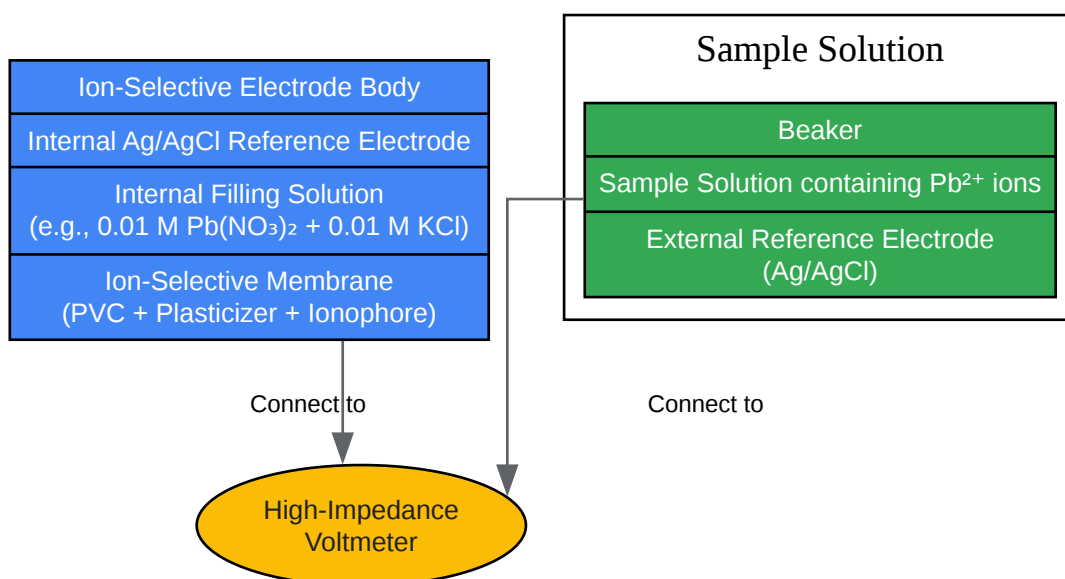 Ion-Selective Electrode Body
Internal Ag/AgCl Reference Electrode
Internal Filling Solution
(e.g., 0.01 M Pb(NO₃)₂ + 0.01 M KCl)
Ion-Selective Membrane
(PVC + Plasticizer + Ionophore)
Sample Solution
Beaker
Sample Solution containing Pb²⁺ ions
External Reference Electrode
(Ag/AgCl)
Connect to
Connect to
High-Impedance
Voltmeter